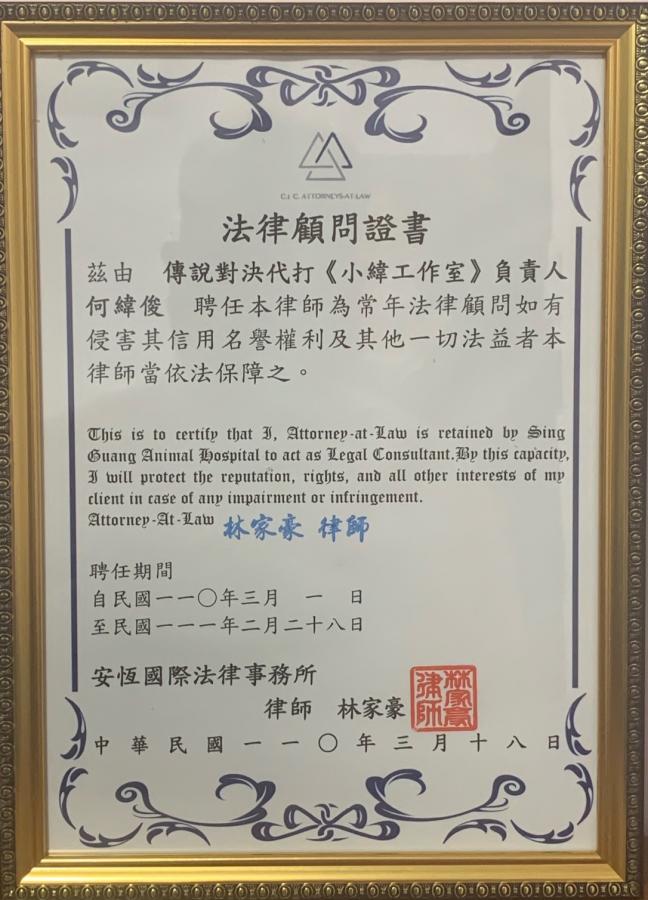 C.I.C. ATTORNEYS-AT-LAW
法律顧問證書
茲由 傳說對決代打《小緯工作室》負責人
何緯俊 聘任本律師為常年法律顧問如有
侵害其信用名譽權利及其他一切法益者本
律師當依法保障之。
This is to certify that I, Attorney-at-Law is retained by Sing
Guang Animal Hospital to act as Legal Consultant.By this capacity,
I will protect the reputation, rights, and all other interests of my
client in case of any impairment or infringement.
Attorney-At-Law 林家豪 律師
聘任期間
自民國一一〇年三月 一 日
至民國一一一年二月二十八日
安恆國際法律事務所
律師 林家豪
林家豪律師
中華民國一一〇年三月十八日